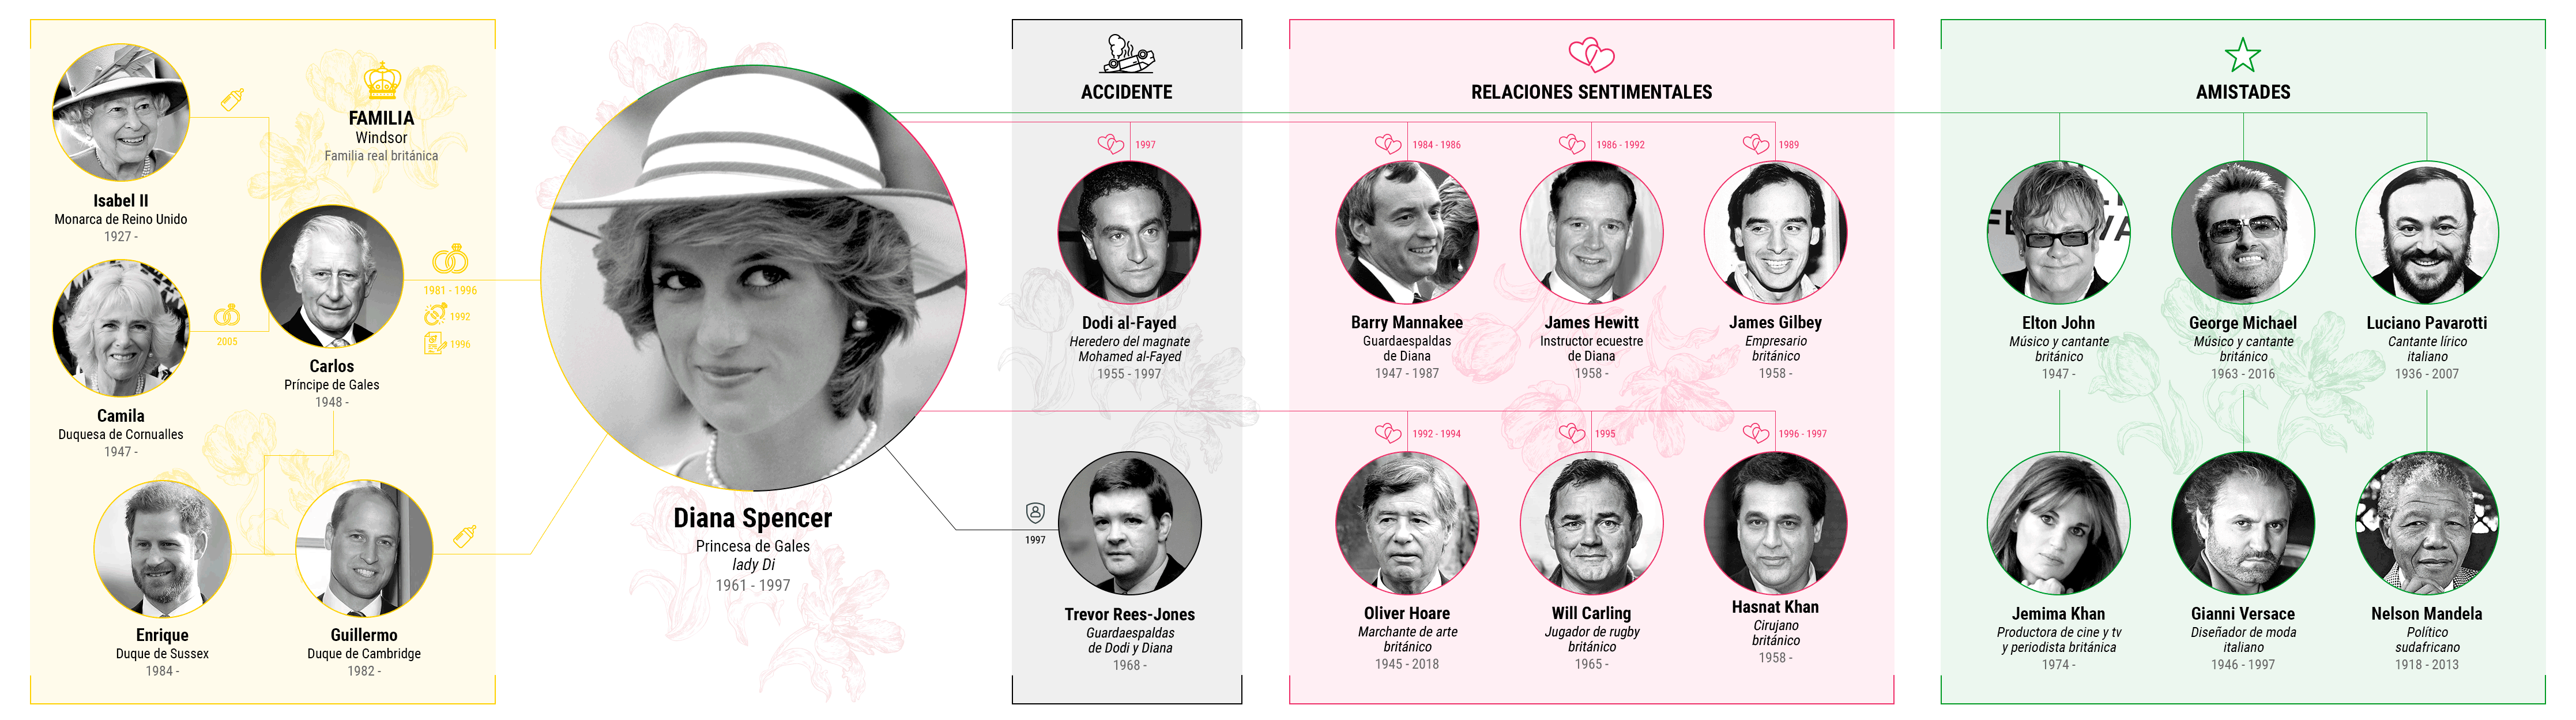 FAMILIA
Windsor
Familia real británica
Isabel II
Monarca de Reino Unido
1927 -
Camila
Duquesa de Cornualles
1947 -
2005
Carlos
Príncipe de Gales
1948 -
1981 - 1996
1992
1996
Enrique
Duque de Sussex
1984 -
Guillermo
Duque de Cambridge
1982 -
Diana Spencer
Princesa de Gales
lady Di
1961 - 1997
ACCIDENTE
1997
Dodi al-Fayed
Heredero del magnate
Mohamed al-Fayed
1955 - 1997
1997
Trevor Rees-Jones
Guardaespaldas
de Dodi y Diana
1968 -
RELACIONES SENTIMENTALES
1984 - 1986
Barry Mannakee
Guardaespaldas
de Diana
1947 - 1987
1986 - 1992
James Hewitt
Instructor ecuestre
de Diana
1958 -
1989
James Gilbey
Empresario
británico
1958 -
1992 - 1994
Oliver Hoare
Marchante de arte
británico
1945 - 2018
1995
Will Carling
Jugador de rugby
británico
1965 -
1996 - 1997
Hasnat Khan
Cirujano
británico
1958 -
AMISTADES
Elton John
Músico y cantante
británico
1947 -
George Michael
Músico y cantante
británico
1963 - 2016
Luciano Pavarotti
Cantante lírico
italiano
1936 - 2007
Jemima Khan
Productora de cine y tv
y periodista británica
1974 -
Gianni Versace
Diseñador de moda
italiano
1946 - 1997
Nelson Mandela
Político
sudafricano
1918 - 2013